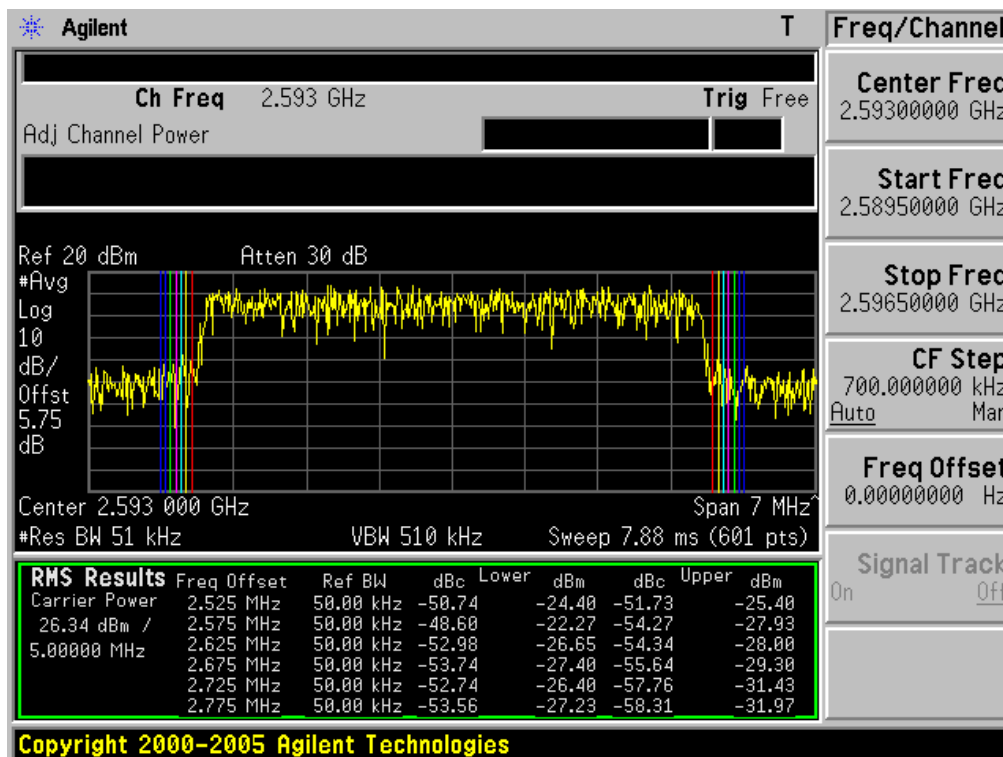 Agilent T
Freq/Channel
Ch Freq 2.593 GHz Trig Free
Adj Channel Power
Center Freq
2.59300000 GHz
Start Freq
2.58950000 GHz
Stop Freq
2.59650000 GHz
CF Step
700.000000 kHz
Auto Man
Freq Offset
0.00000000 Hz
Signal Track
On Off
Ref 20 dBm Atten 30 dB
#Avg
Log
10
dB/
Offst
5.75
dB
Center 2.593 000 GHz Span 7 MHz^
#Res BW 51 kHz VBW 510 kHz Sweep 7.88 ms (601 pts)
RMS Results Freq Offset Ref BW dBc Lower dBm dBc Upper dBm
Carrier Power 2.525 MHz 50.00 kHz -50.74 -24.40 -51.73 -25.40
26.34 dBm / 2.575 MHz 50.00 kHz -48.60 -22.27 -54.27 -27.93
5.00000 MHz 2.625 MHz 50.00 kHz -52.98 -26.65 -54.34 -28.00
2.675 MHz 50.00 kHz -53.74 -27.40 -55.64 -29.30
2.725 MHz 50.00 kHz -52.74 -26.40 -57.76 -31.43
2.775 MHz 50.00 kHz -53.56 -27.23 -58.31 -31.97
Copyright 2000-2005 Agilent Technologies